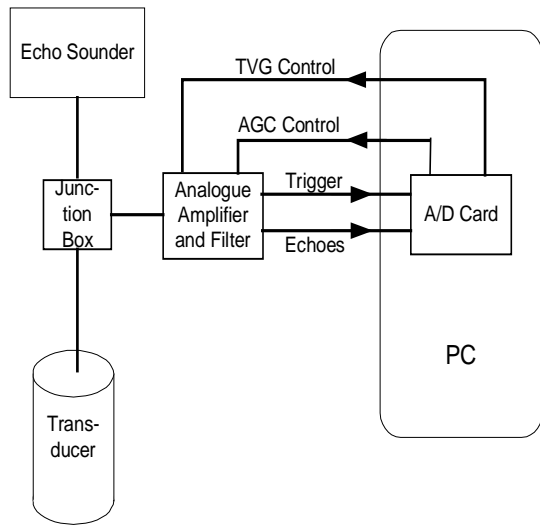 Echo Sounder
TVG Control
AGC Control
Junc-
tion
Box
Analogue
Amplifier
and Filter
Trigger
Echoes
A/D Card
PC
Trans-
ducer